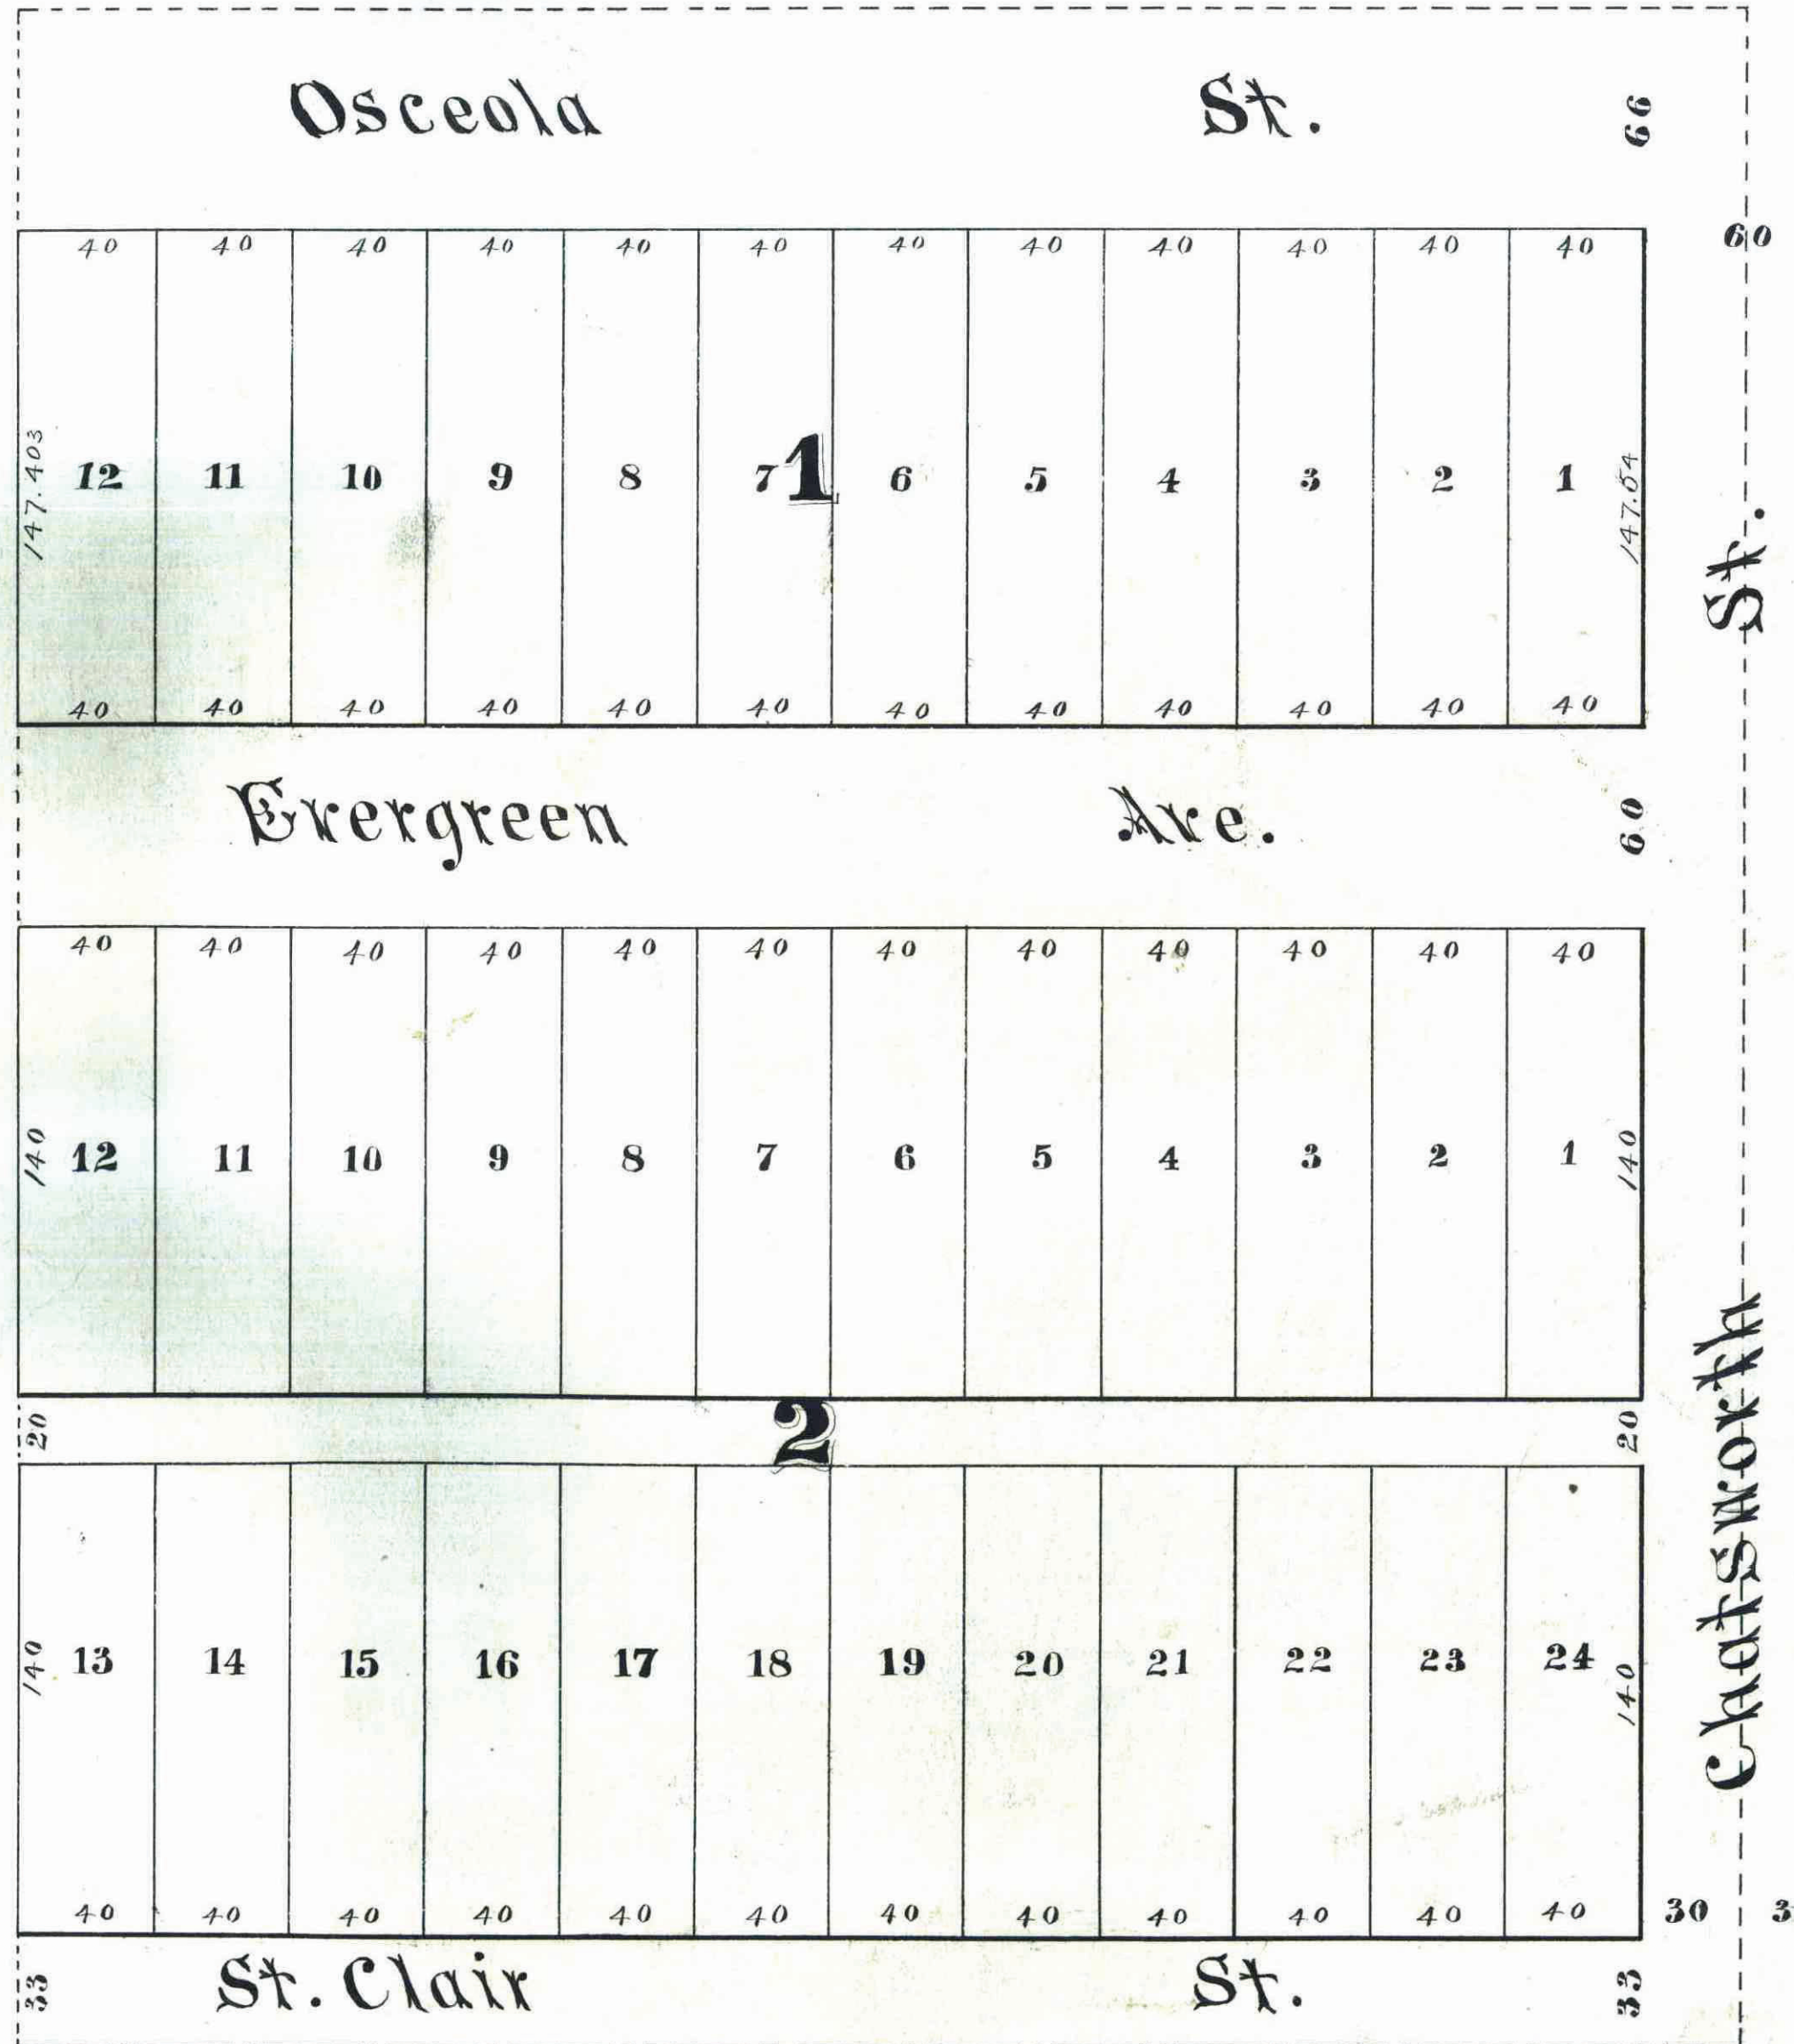 Osceola St. 66
40 40 40 40 40 40 40 40 40 40 40 40 60
147.403 12 11 10 9 8 7 1 6 5 4 3 2 1 147.54
St.
40 40 40 40 40 40 40 40 40 40 40 40
Evergreen Ave. 60
40 40 40 40 40 40 40 40 40 40 40 40
140 12 11 10 9 8 7 6 5 4 3 2 1 140
20 2 20
Chatsworth
140 13 14 15 16 17 18 19 20 21 22 23 24 140
40 40 40 40 40 40 40 40 40 40 40 40 30
33 St. Clair St. 33